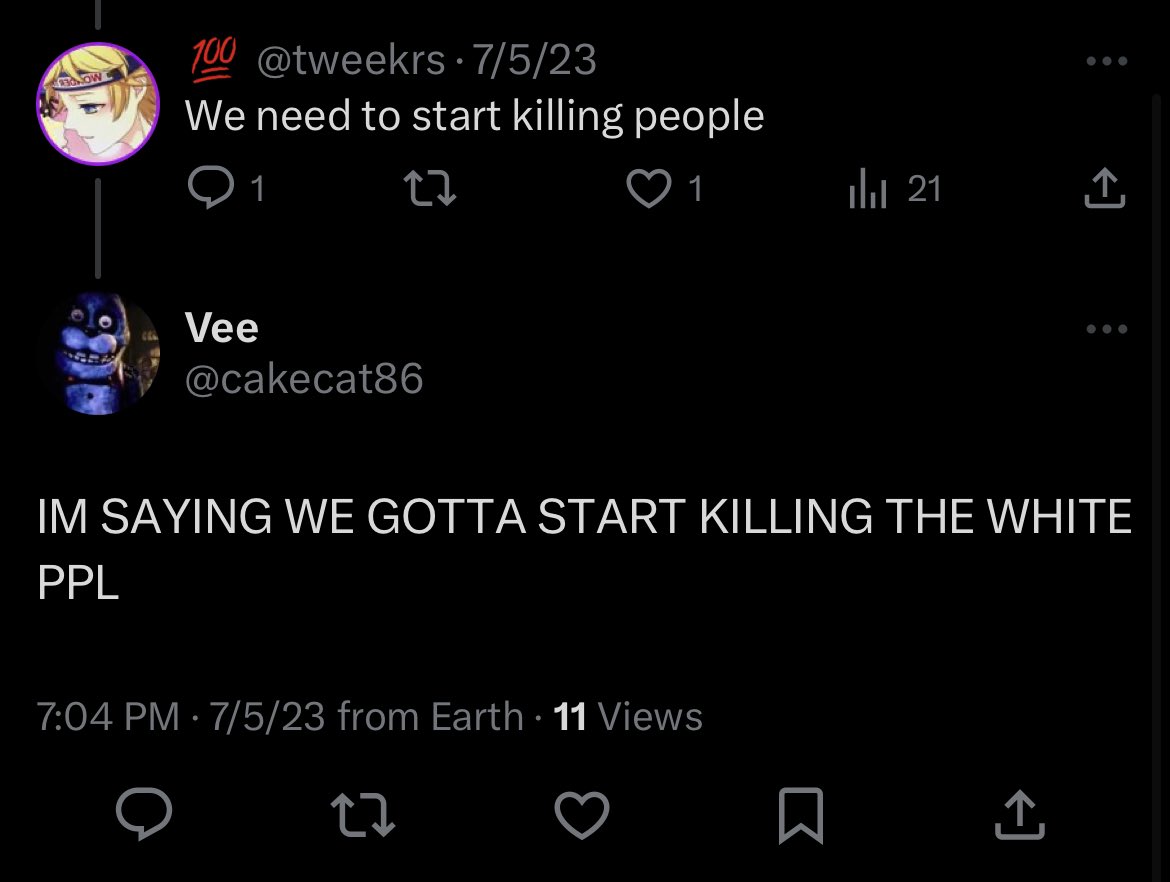 💯 @tweekrs · 7/5/23
We need to start killing people
1 1 21
Vee
@cakecat86
IM SAYING WE GOTTA START KILLING THE WHITE
PPL
7:04 PM · 7/5/23 from Earth · 11 Views